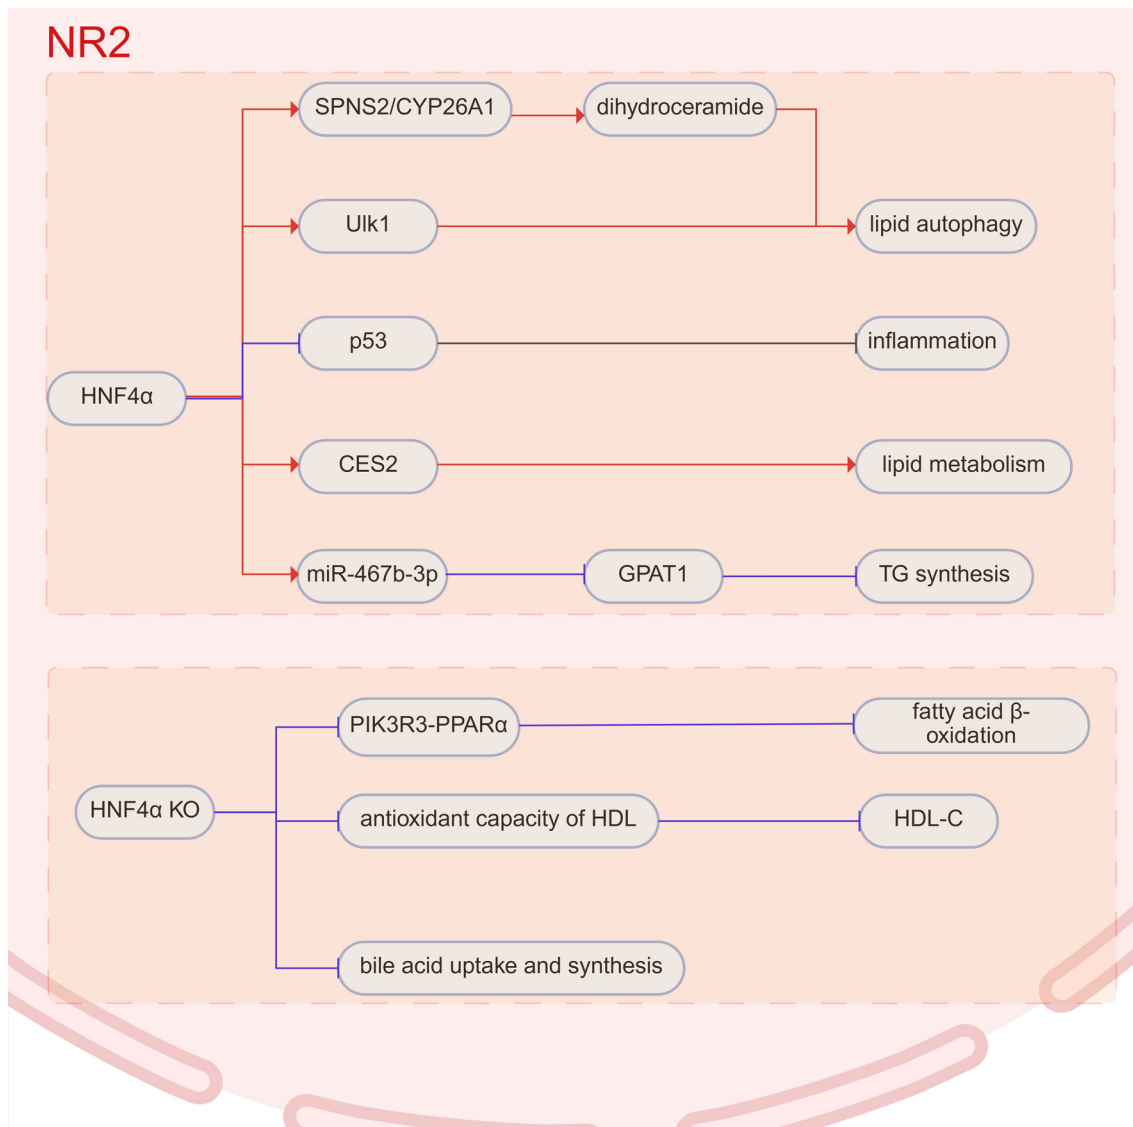 NR2
SPNS2/CYP26A1
dihydroceramide
Ulk1
lipid autophagy
p53
inflammation
HNF4α
CES2
lipid metabolism
miR-467b-3p
GPAT1
TG synthesis
PIK3R3-PPARα
fatty acid β-
oxidation
HNF4α KO
antioxidant capacity of HDL
HDL-C
bile acid uptake and synthesis